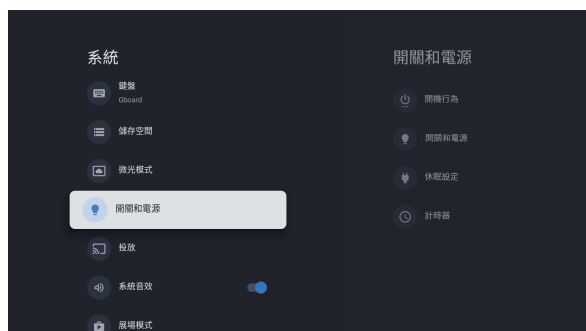 系統
鍵盤
Gboard
儲存空間
微光模式
開關和電源
投放
系統音效
展場模式
開關和電源
開機行為
開關和電源
休眠設定
計時器